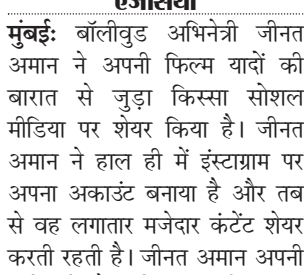 एजेंसियां
मुंबईः बॉलीवुड अभिनेत्री जीनत
अमान ने अपनी फिल्म यादों की
बारात से जुड़ा किस्सा सोशल
मीडिया पर शेयर किया है। जीनत
अमान ने हाल ही में इंस्टाग्राम पर
अपना अकाउंट बनाया है और तब
से वह लगातार मजेदार कंटेंट शेयर
करती रहती है। जीनत अमान अपनी